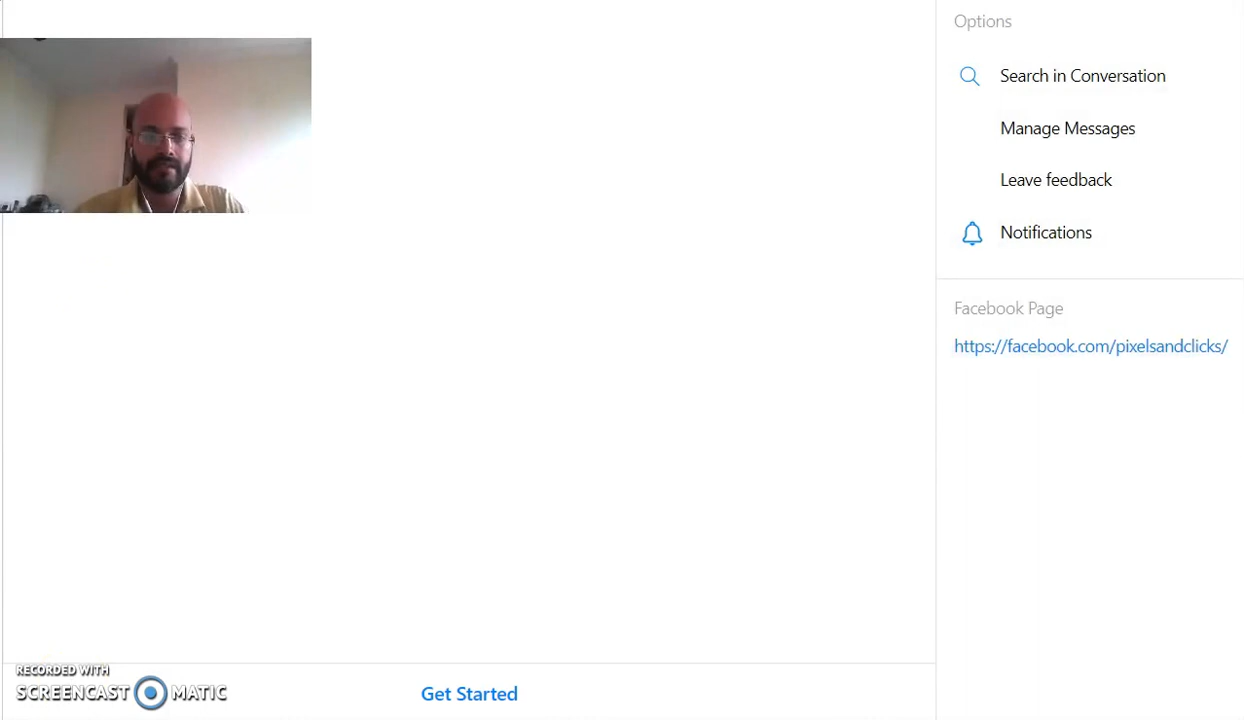 Options
Search in Conversation
Manage Messages
Leave feedback
Notifications
Facebook Page
https://facebook.com/pixelsandclicks/
RECORDED WITH
SCREENCAST MATIC
Get Started